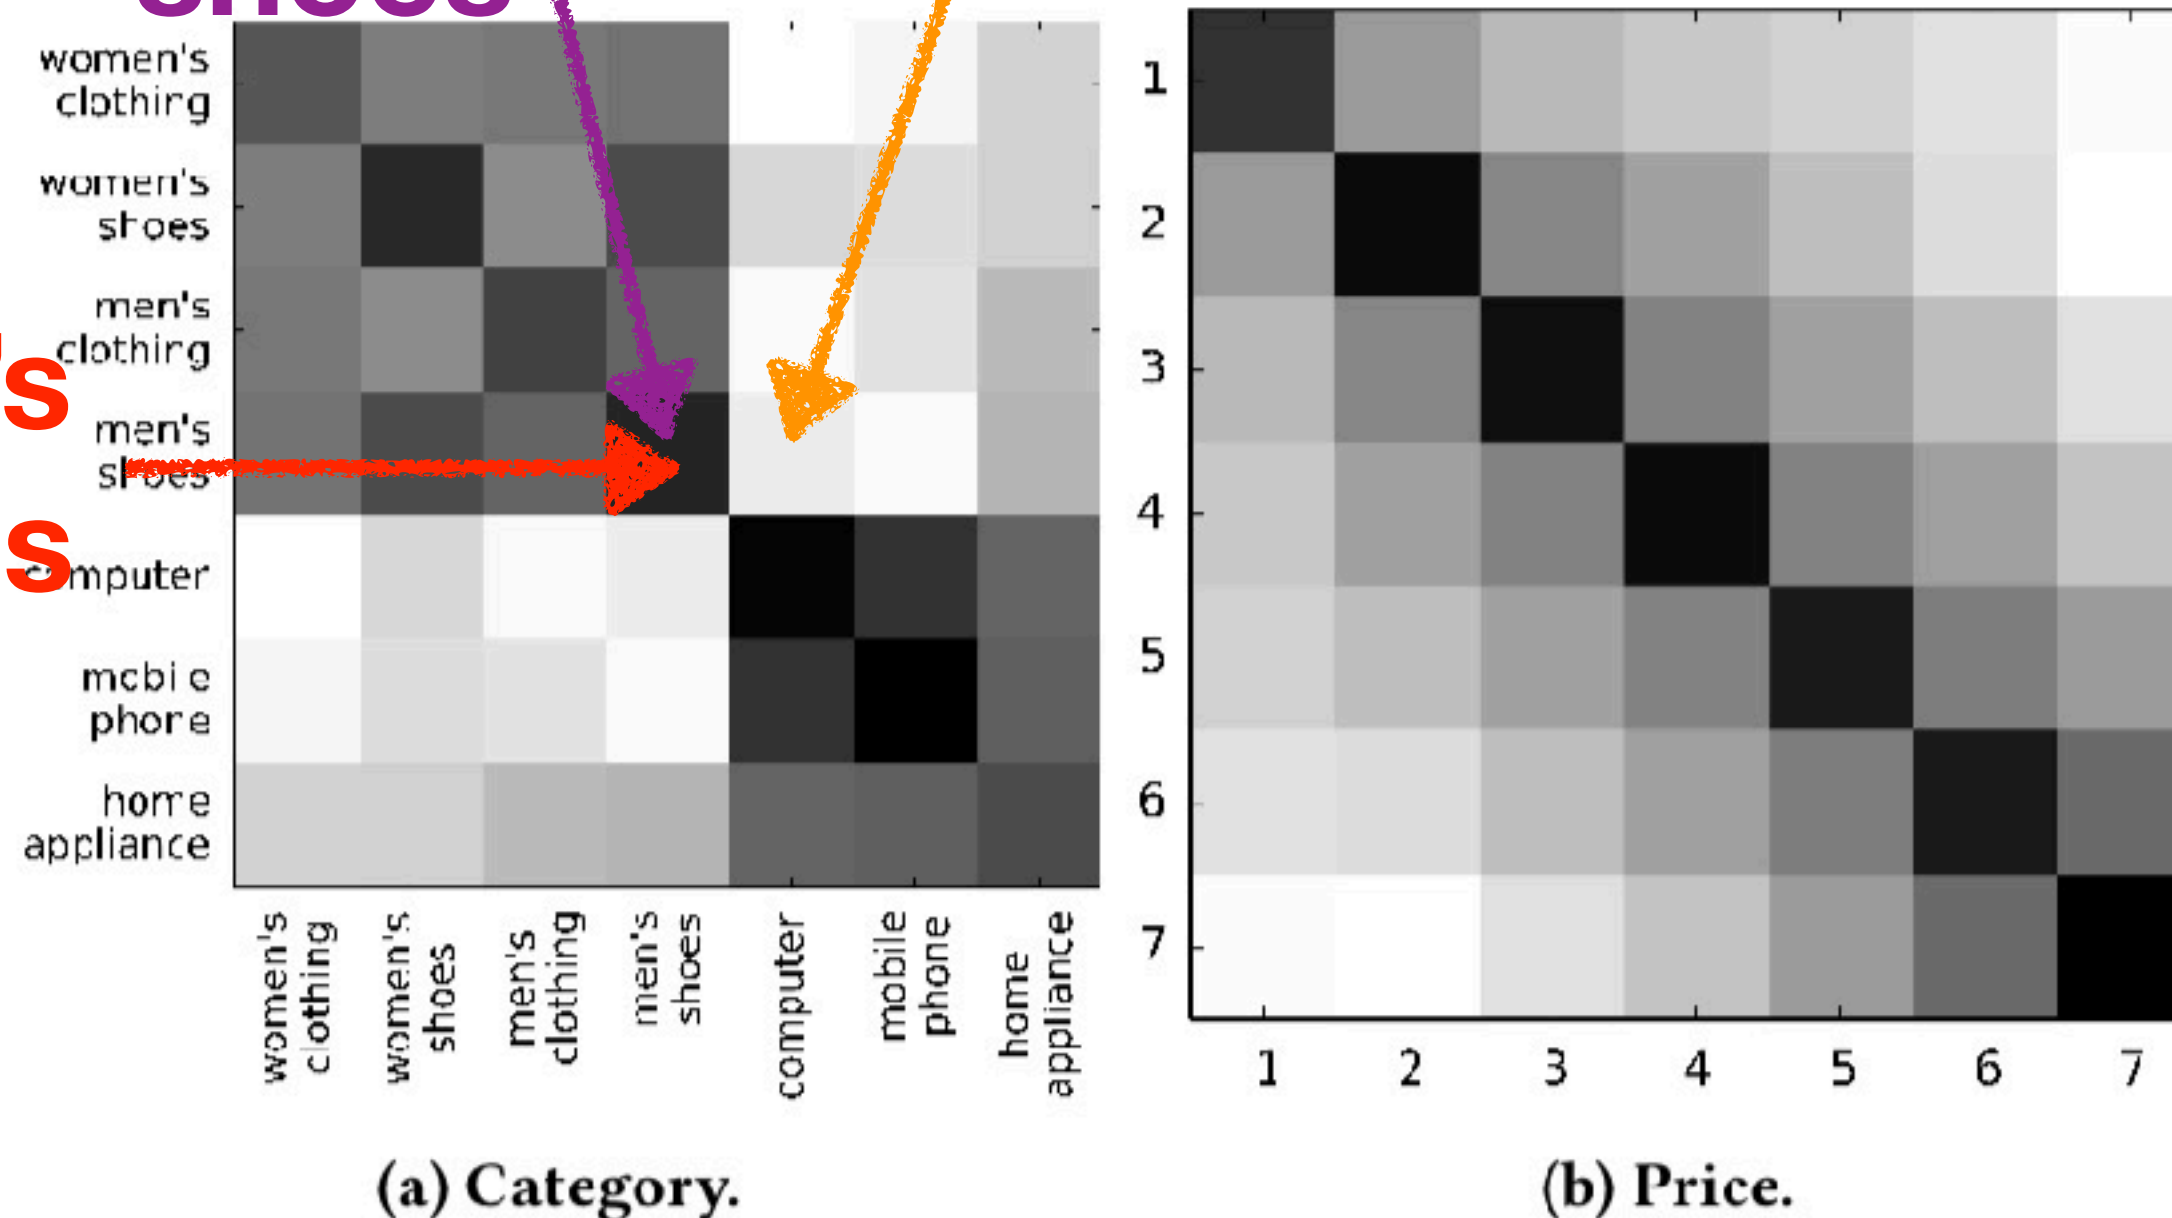 shoes
women's
clothing
women's
shoes
men's
clothing
's
men's
shoes
s
computer
mobile
phone
home
appliance
women's
clothing
women's
shoes
men's
clothing
men's
shoes
computer
mobile
phone
home
appliance
(a) Category.
1
2
3
4
5
6
7
1 2 3 4 5 6 7
(b) Price.